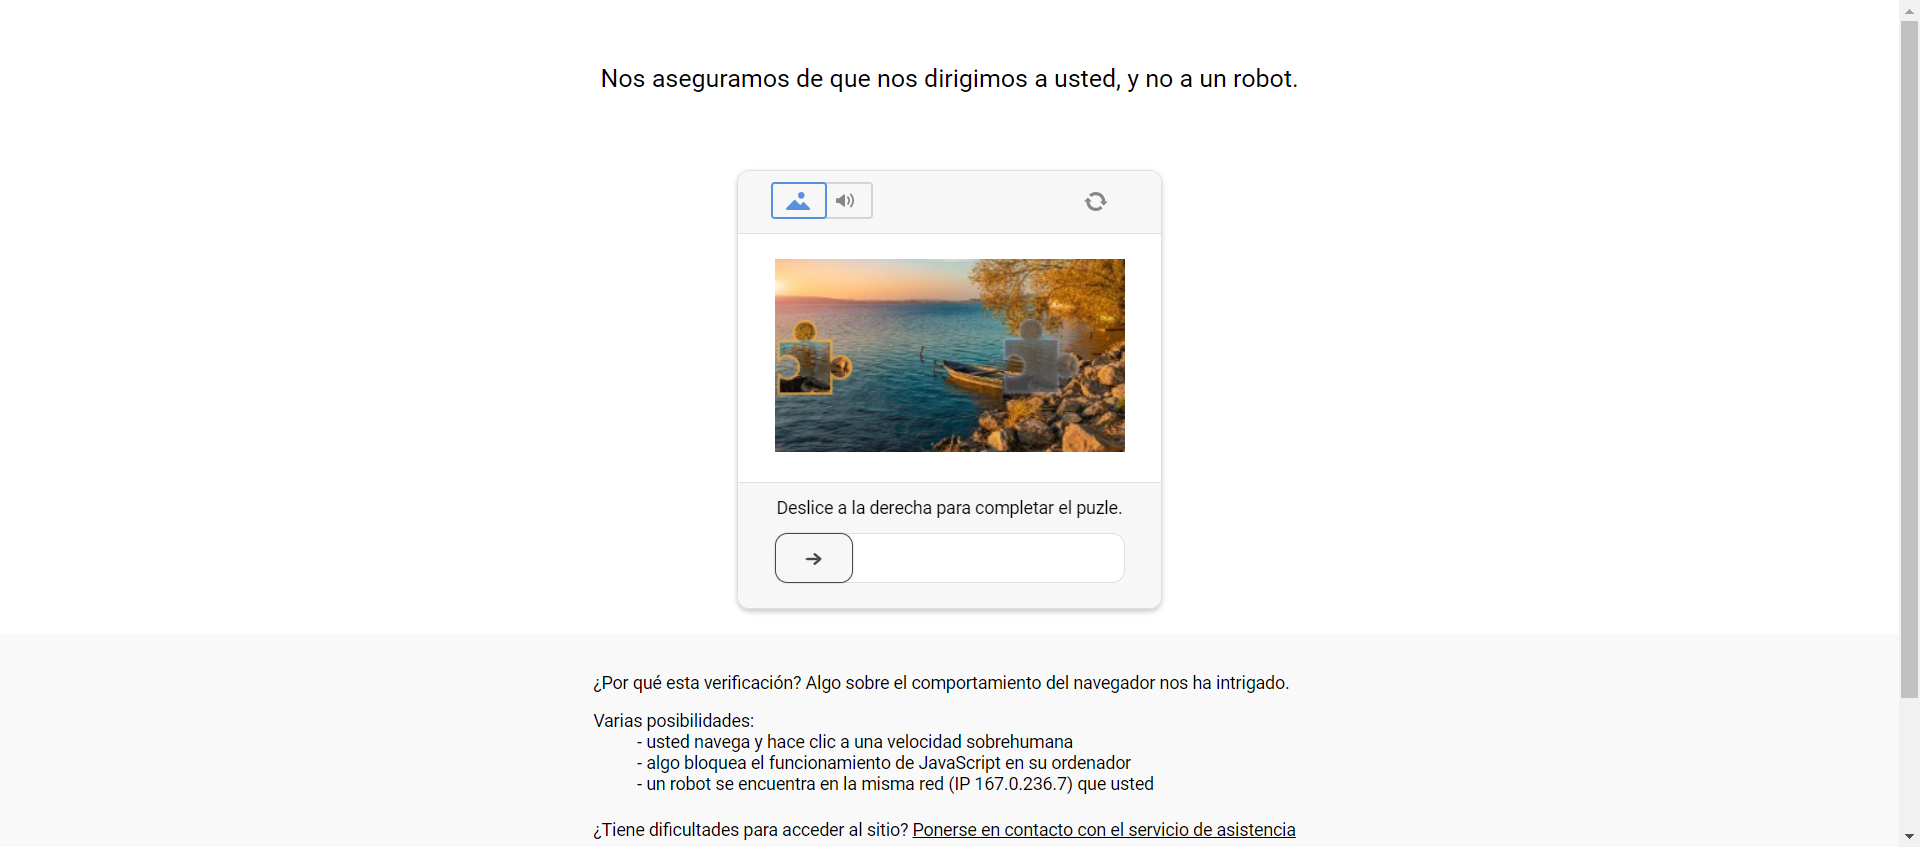 Nos aseguramos de que nos dirigimos a usted, y no a un robot.
Deslice a la derecha para completar el puzle.
¿Por qué esta verificación? Algo sobre el comportamiento del navegador nos ha intrigado.
Varias posibilidades:
- usted navega y hace clic a una velocidad sobrehumana
- algo bloquea el funcionamiento de JavaScript en su ordenador
- un robot se encuentra en la misma red (IP 167.0.236.7) que usted
¿Tiene dificultades para acceder al sitio? Ponerse en contacto con el servicio de asistencia